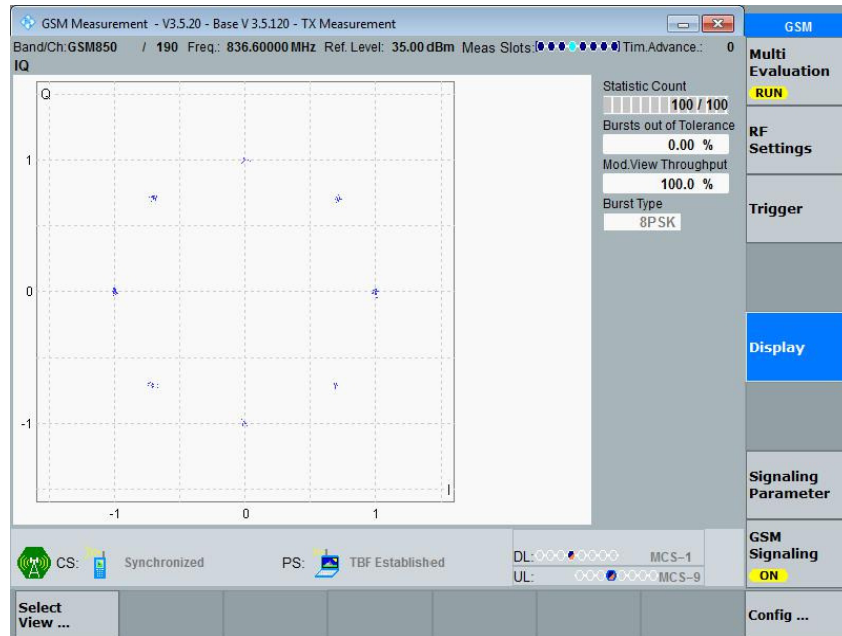 GSM Measurement - V3.5.20 - Base V 3.5.120 - TX Measurement
GSM
Band/Ch: GSM850 / 190 Freq.: 836.60000 MHz Ref. Level: 35.00 dBm Meas Slots: Tim.Advance.: 0
IQ
Multi
Evaluation
RUN
Q
Statistic Count
100 / 100
Bursts out of Tolerance
0.00 %
Mod.View Throughput
100.0 %
Burst Type
8PSK
RF
Settings
Trigger
1
0
-1
I
-1 0 1
Display
Signaling
Parameter
GSM
Signaling
ON
CS: Synchronized PS: TBF Established DL: MCS-1
UL: MCS-9
Select
View ...
Config ...